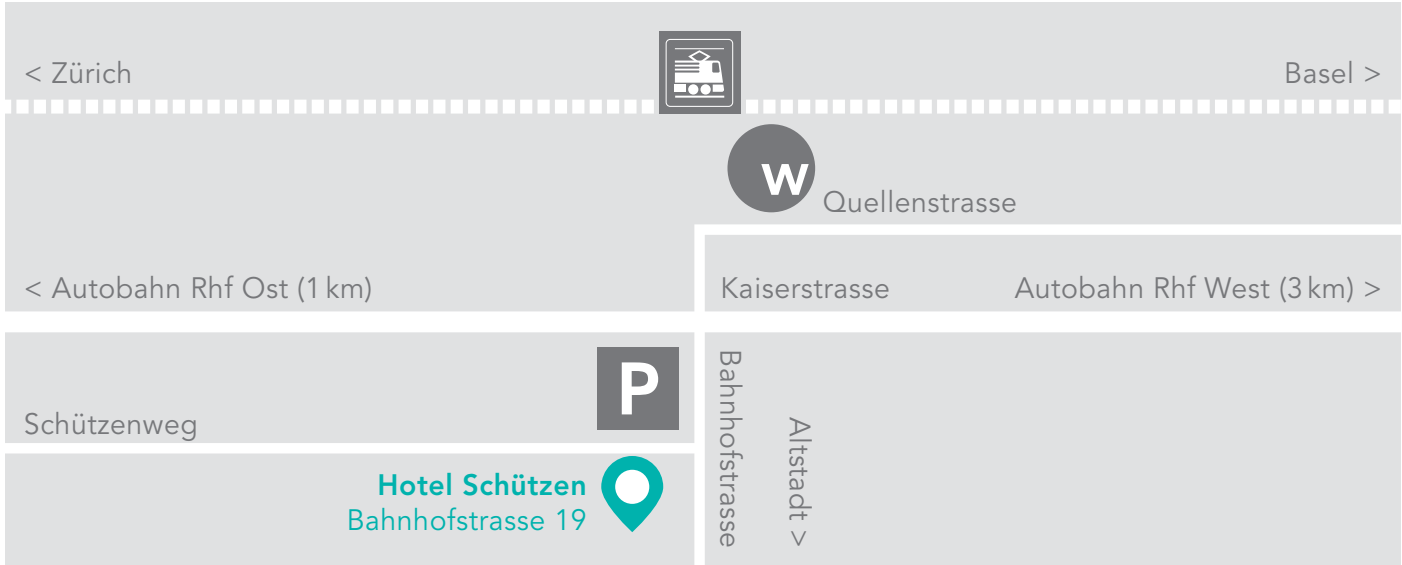 < Zürich
Basel >
w
Quellenstrasse
< Autobahn Rhf Ost (1 km)
Kaiserstrasse
Autobahn Rhf West (3 km) >
P
Bahnhofstrasse
Altstadt >
Schützenweg
Hotel Schützen
Bahnhofstrasse 19